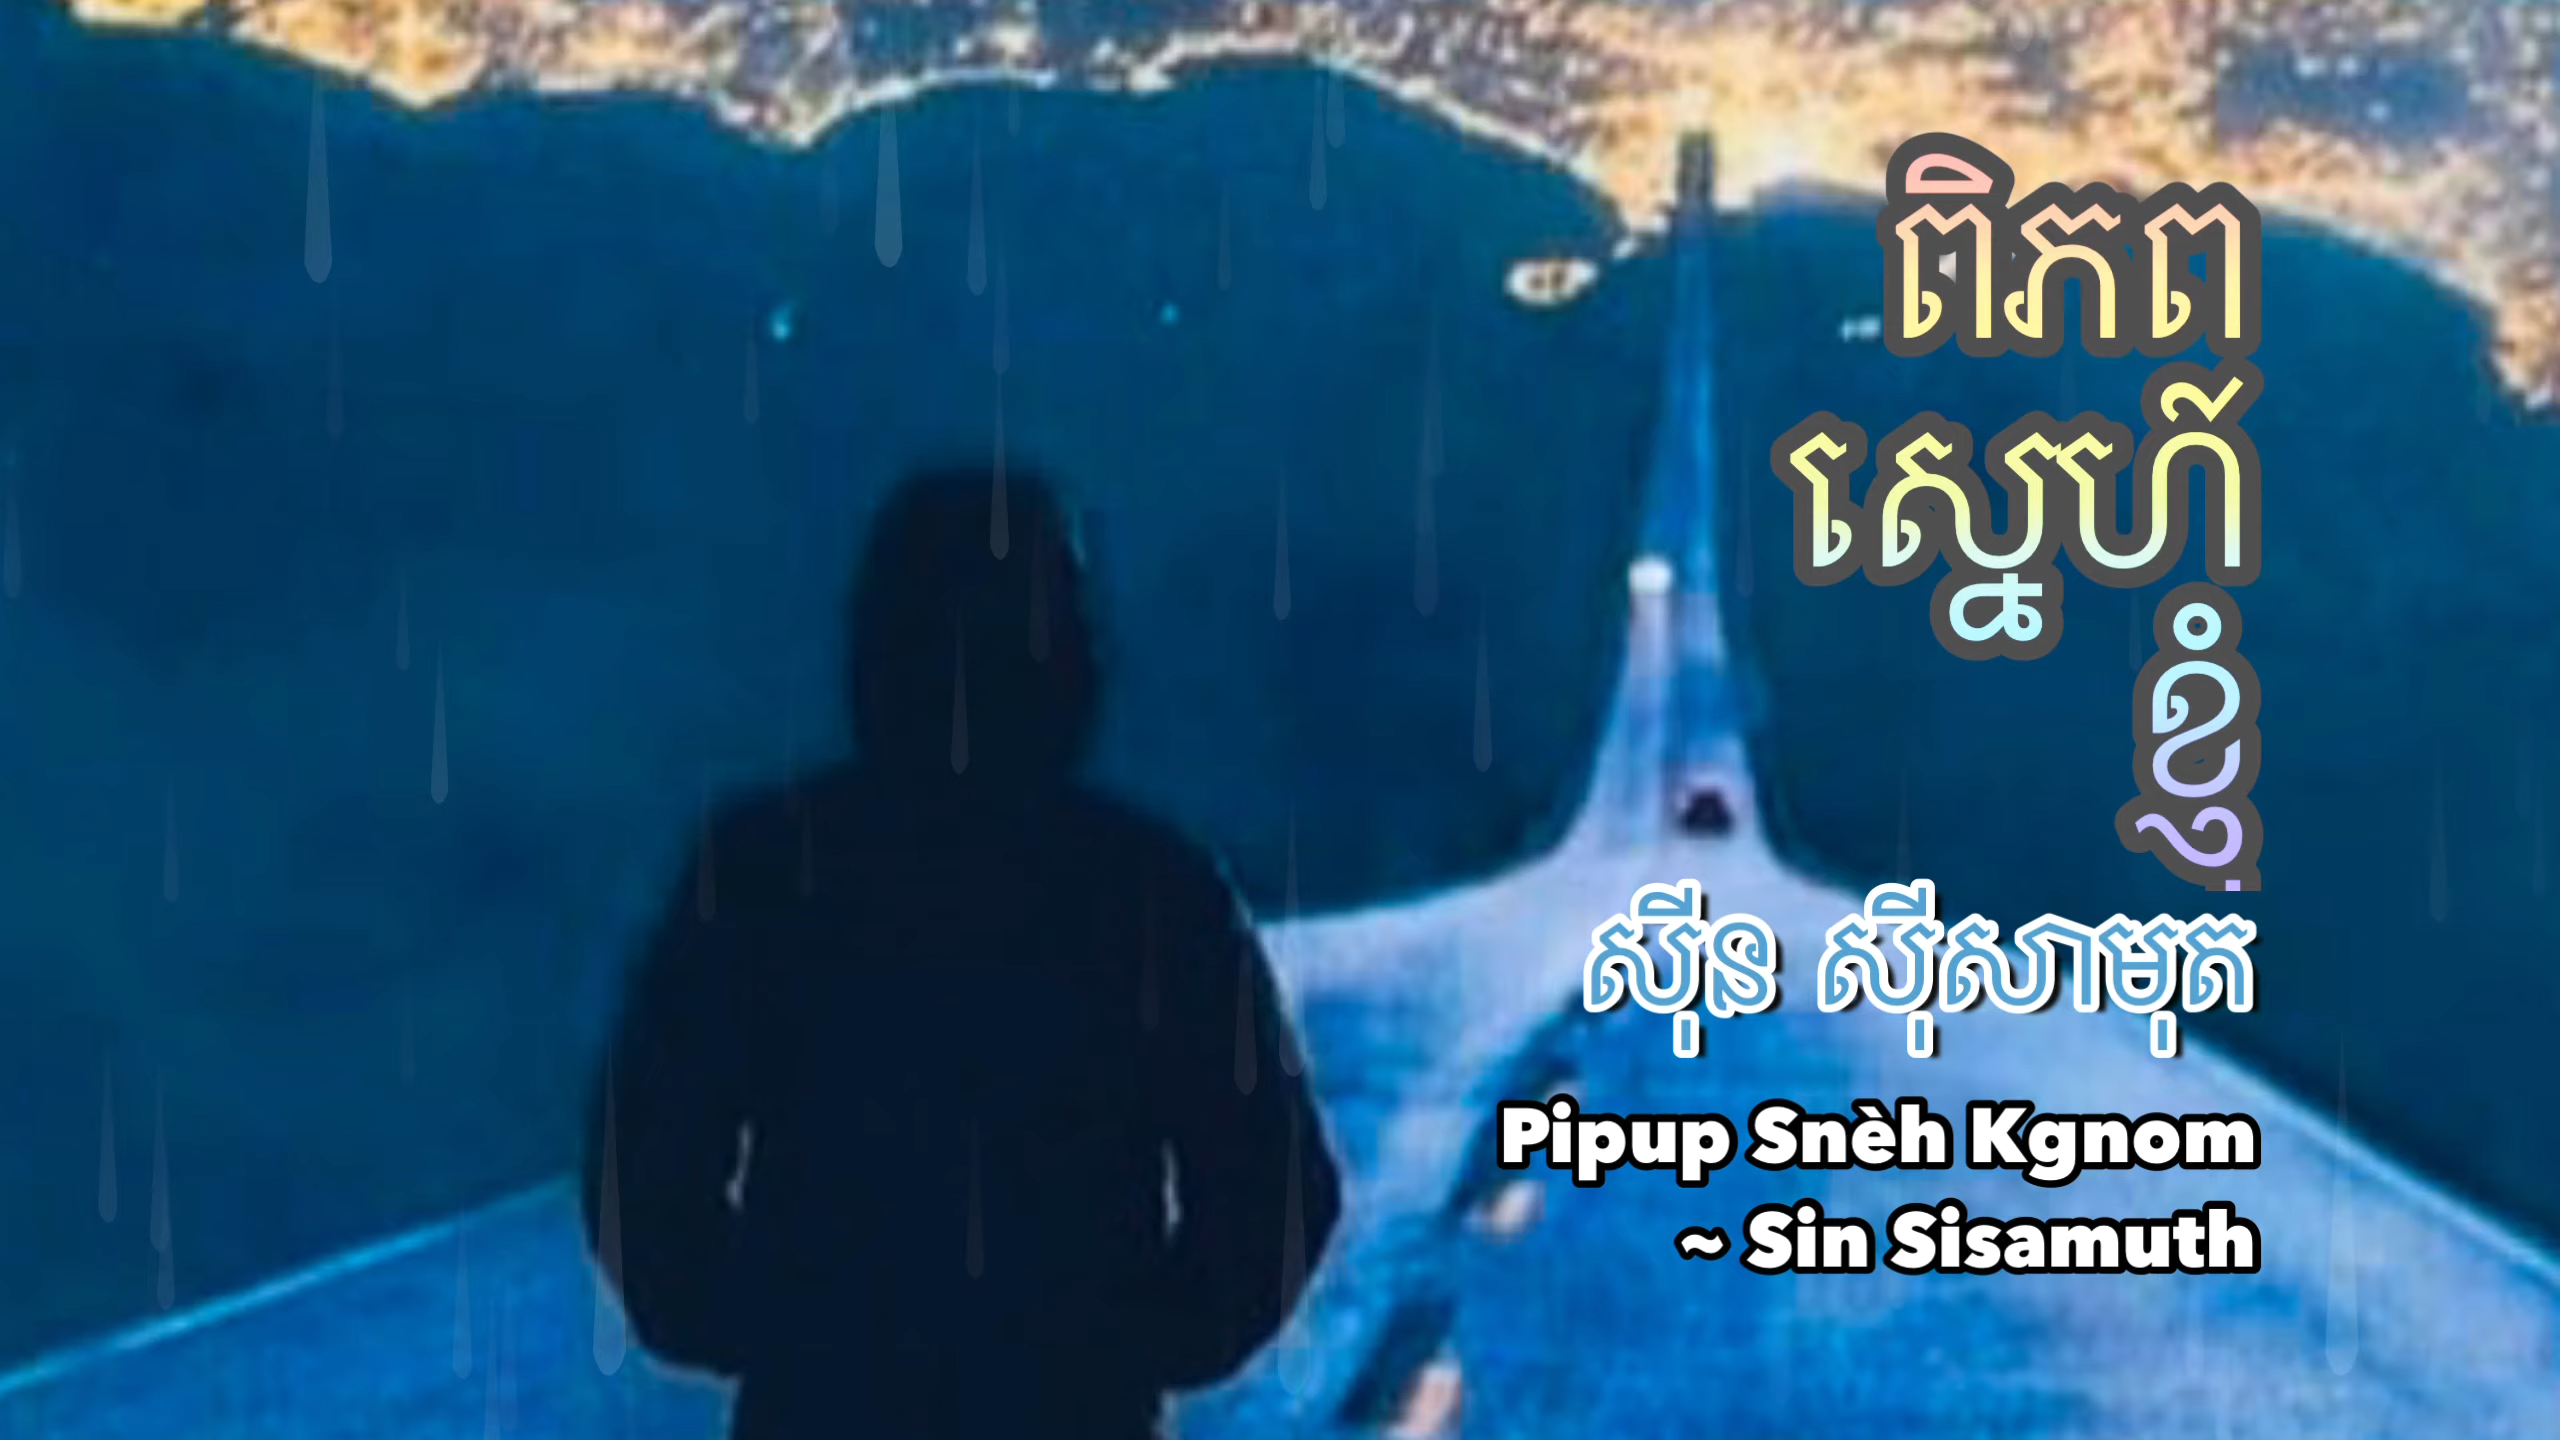 ពិភព
ស្នេហ៍
ខ្ញុំ
ស៊ីន ស៊ីសាមុត
Pipup Snèh Kgnom
~ Sin Sisamuth